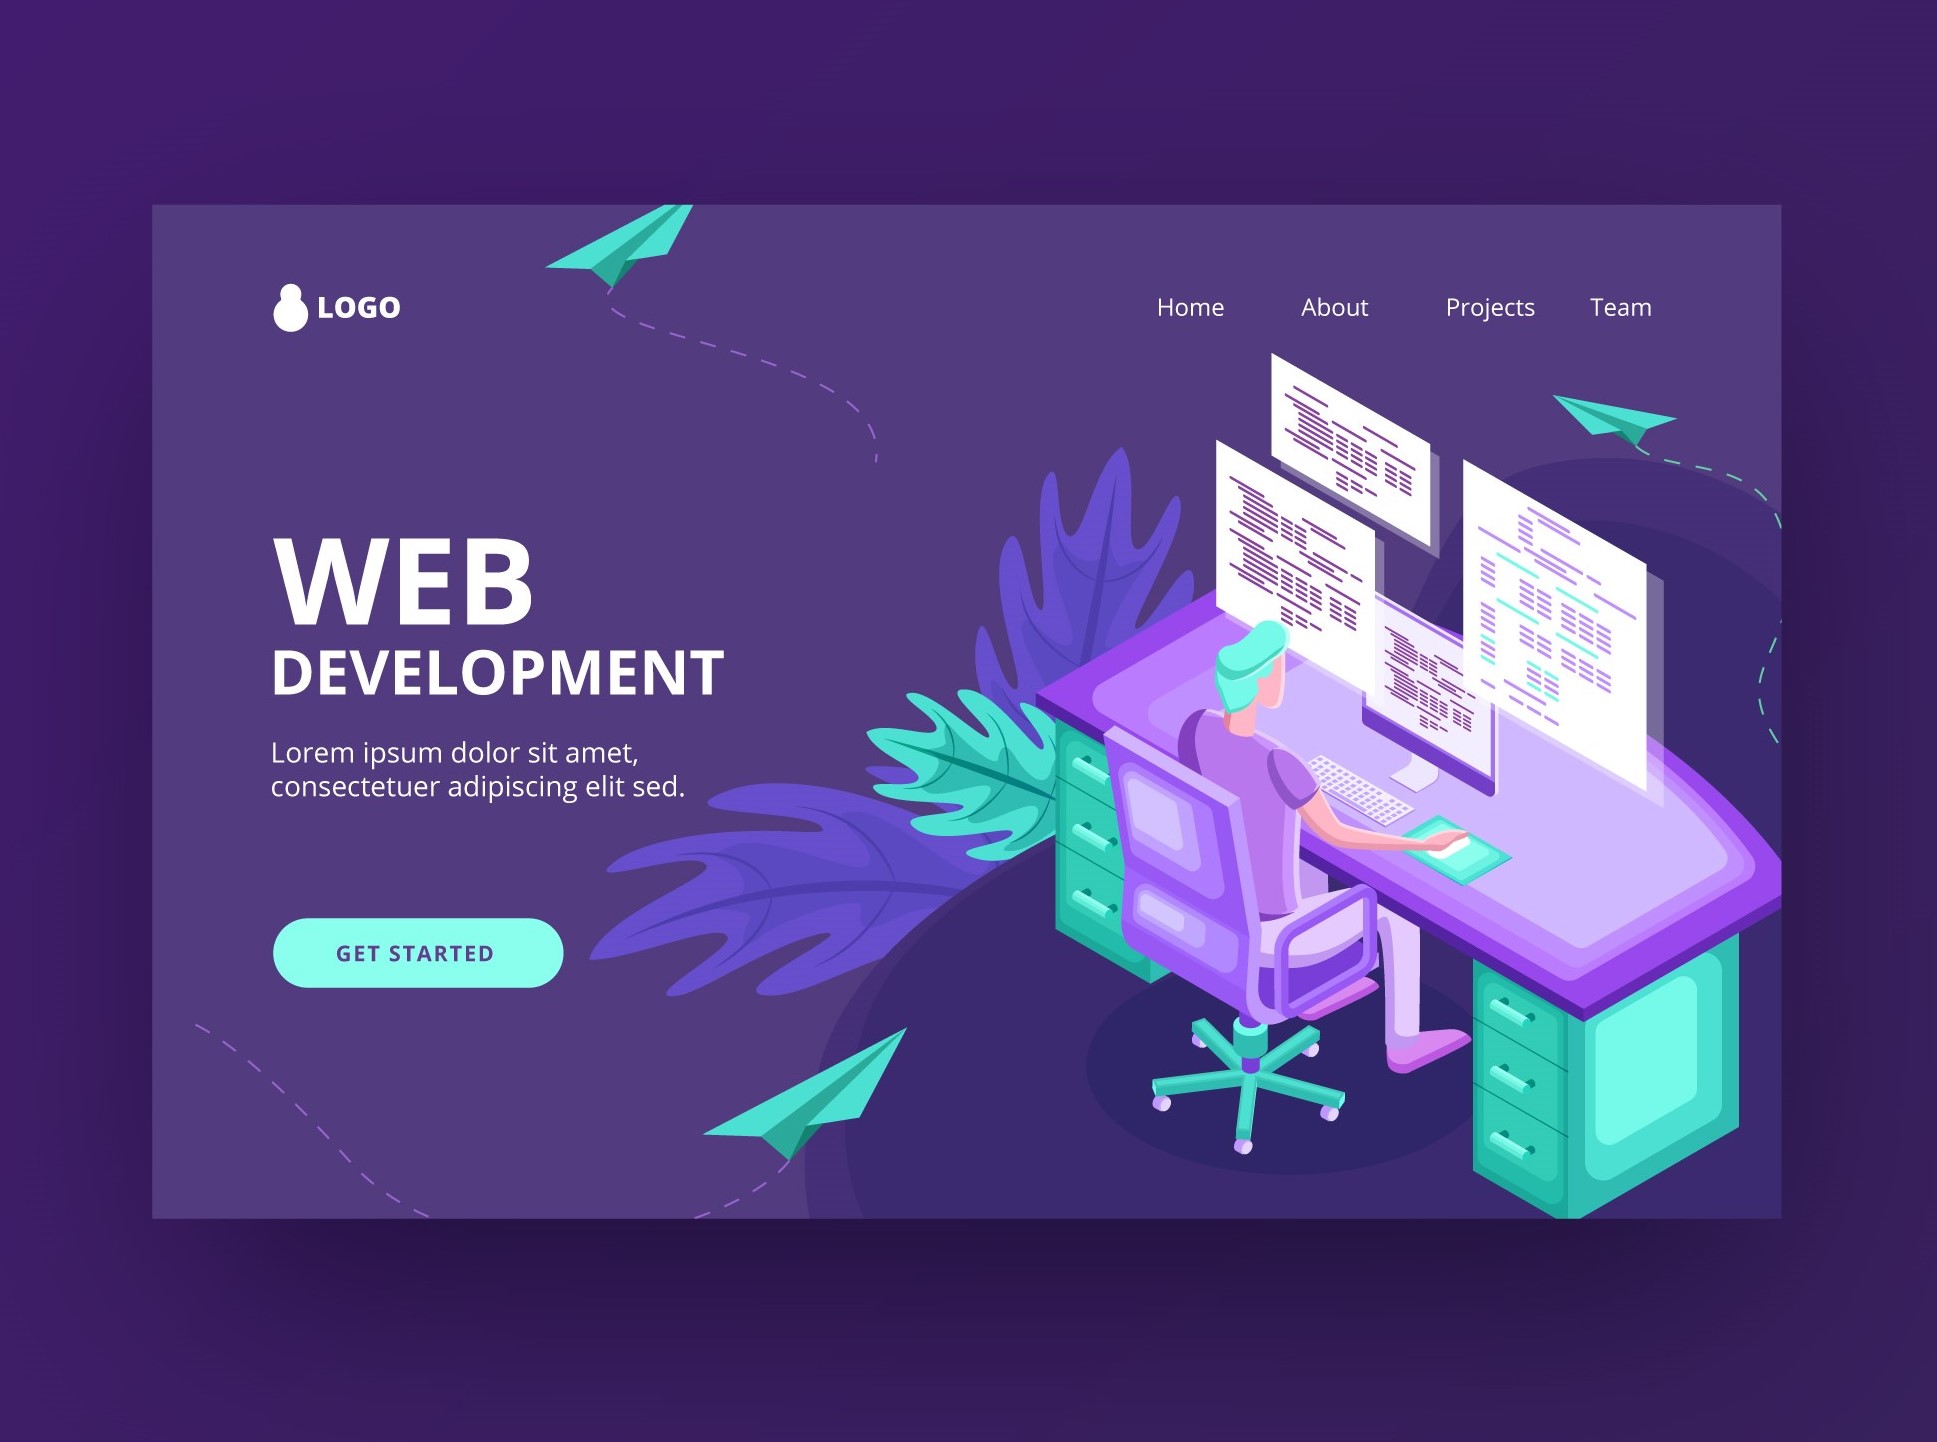 LOGO
Home About Projects Team
WEB
DEVELOPMENT
Lorem ipsum dolor sit amet,
consectetuer adipiscing elit sed.
GET STARTED